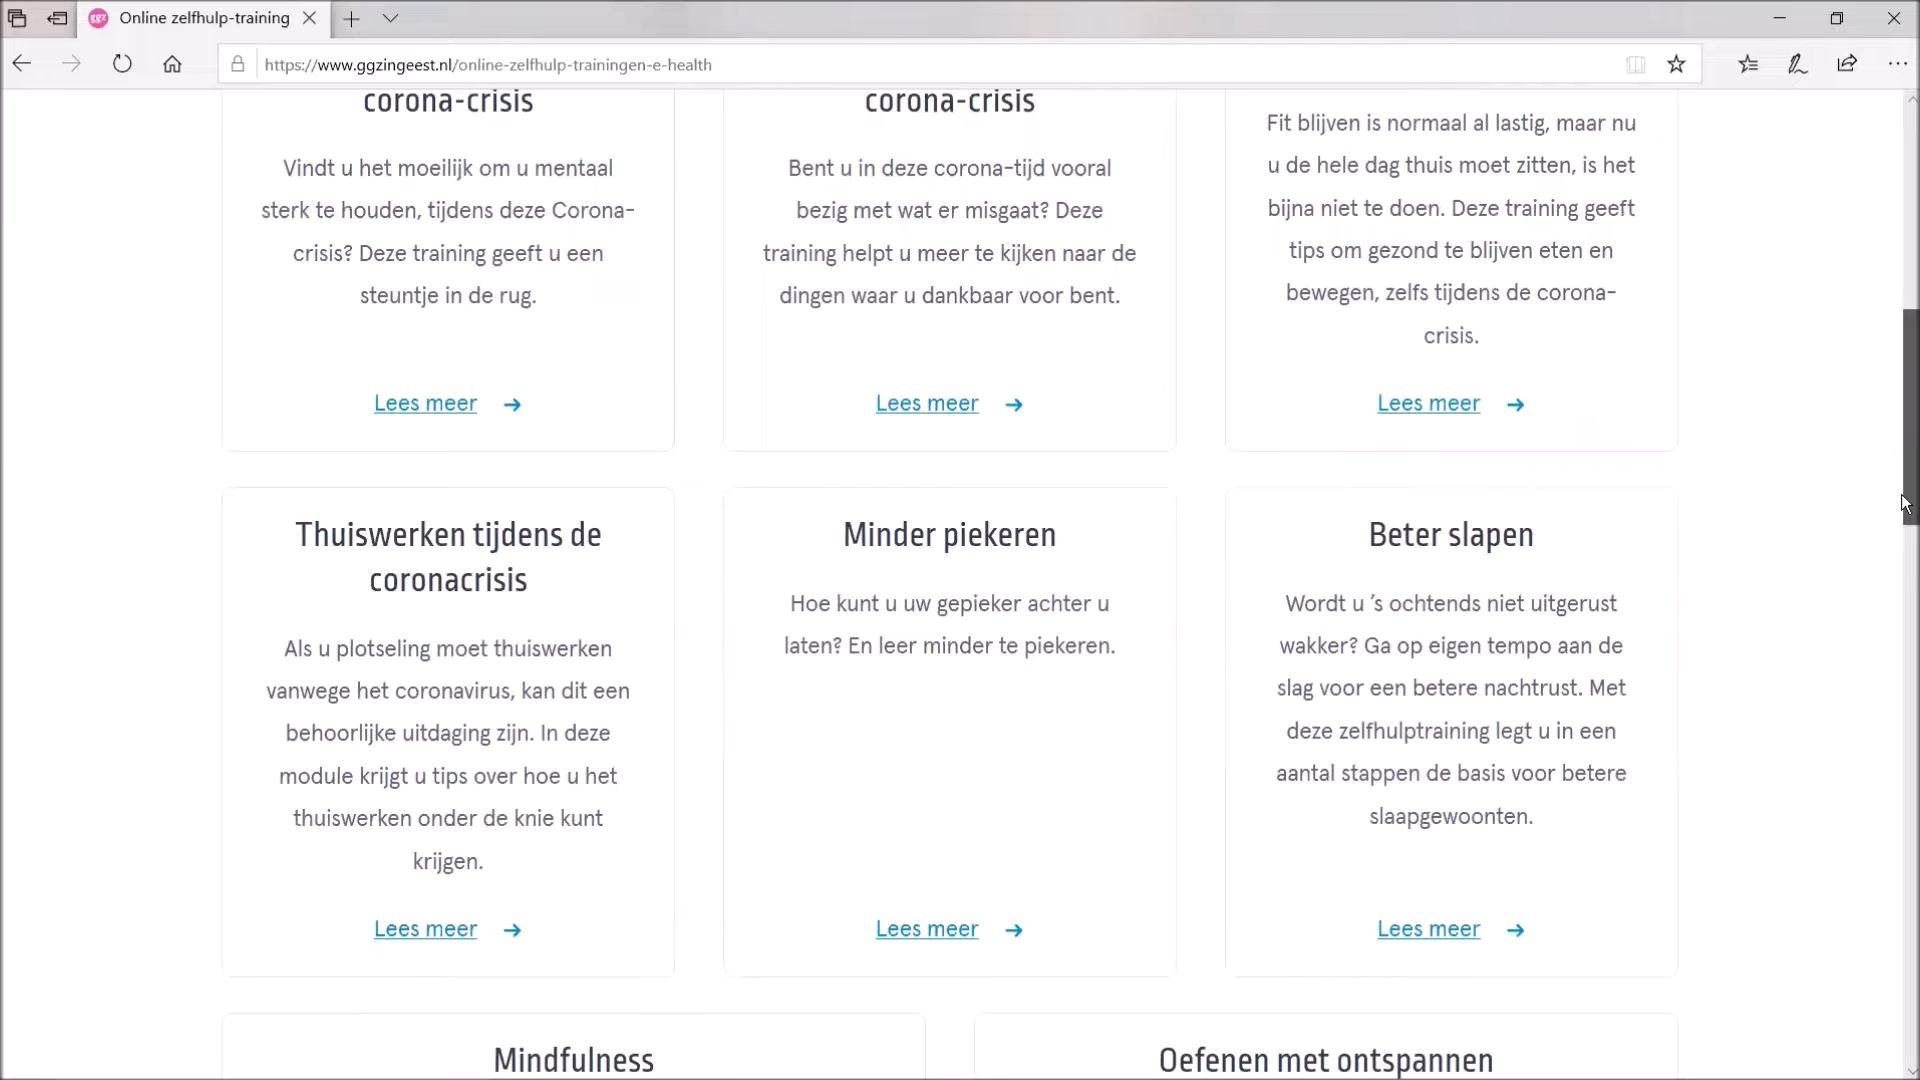 Online zelfhulp-training
https://www.ggzingeest.nl/online-zelfhulp-trainingen-e-health
corona-crisis
Vindt u het moeilijk om u mentaal
sterk te houden, tijdens deze Corona-
crisis? Deze training geeft u een
steuntje in de rug.
Lees meer
corona-crisis
Bent u in deze corona-tijd vooral
bezig met wat er misgaat? Deze
training helpt u meer te kijken naar de
dingen waar u dankbaar voor bent.
Lees meer
Fit blijven is normaal al lastig, maar nu
u de hele dag thuis moet zitten, is het
bijna niet te doen. Deze training geeft
tips om gezond te blijven eten en
bewegen, zelfs tijdens de corona-
crisis.
Lees meer
Thuiswerken tijdens de
coronacrisis
Als u plotseling moet thuiswerken
vanwege het coronavirus, kan dit een
behoorlijke uitdaging zijn. In deze
module krijgt u tips over hoe u het
thuiswerken onder de knie kunt
krijgen.
Lees meer
Minder piekeren
Hoe kunt u uw gepieker achter u
laten? En leer minder te piekeren.
Lees meer
Beter slapen
Wordt u ’s ochtends niet uitgerust
wakker? Ga op eigen tempo aan de
slag voor een betere nachtrust. Met
deze zelfhulptraining legt u in een
aantal stappen de basis voor betere
slaapgewoonten.
Lees meer
Mindfulness
Oefenen met ontspannen